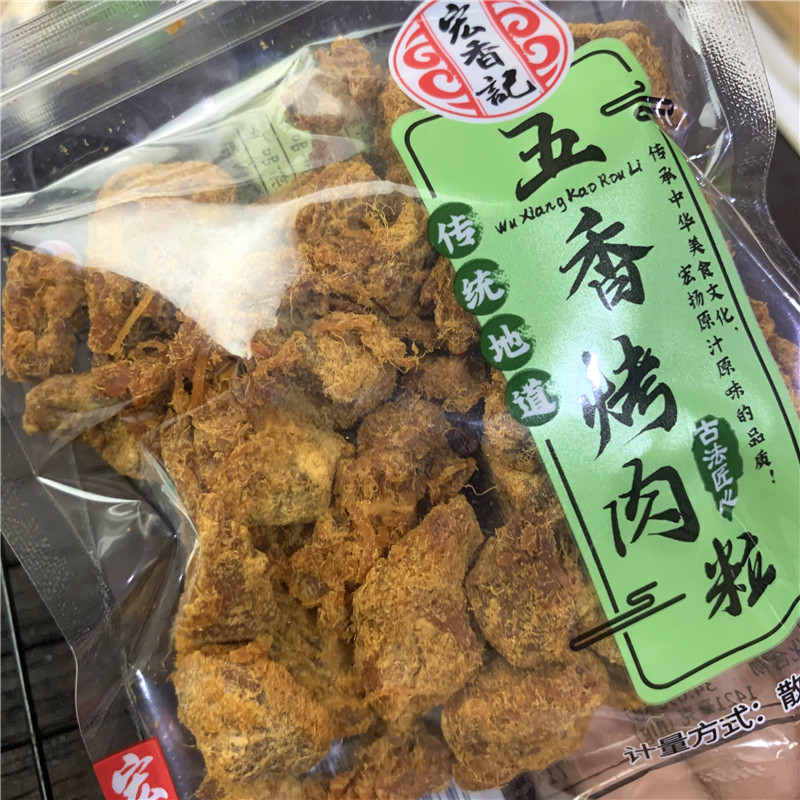 宏香記
五香烤肉粒
Wu Xiang Kao Rou Li
传统地道
传承中华美食文化，
宏扬原汁原味的品质！
古法匠心
计量方式：散
宏